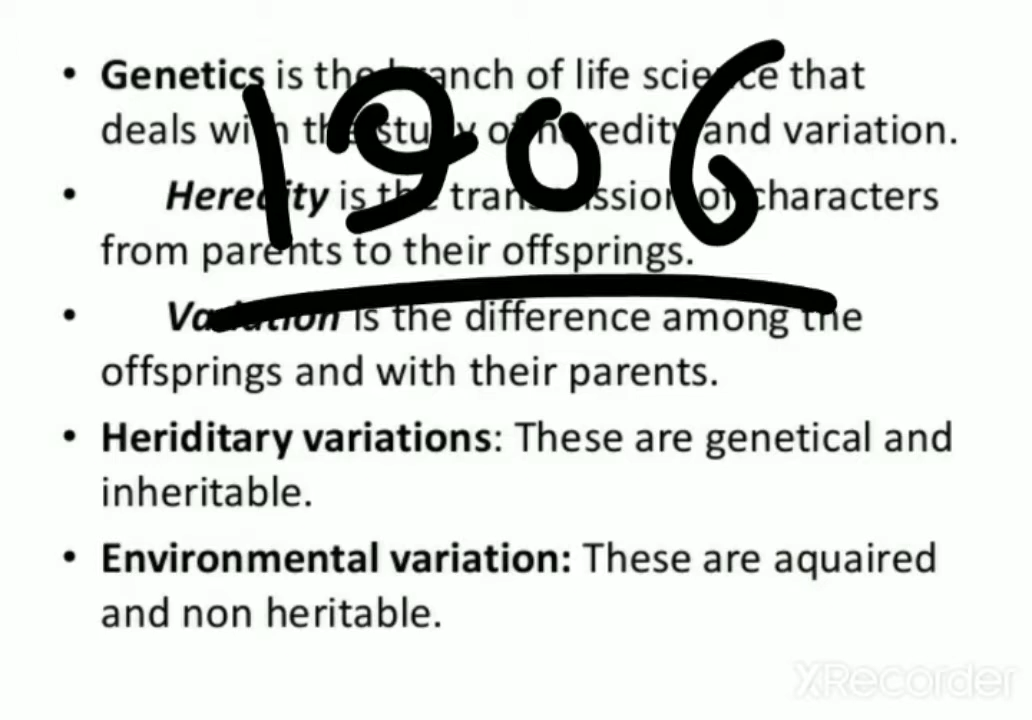 • Genetics is the branch of life science that
deals with the study of heredity and variation.
• Heredity is the transmission of characters
from parents to their offsprings.
• Variation is the difference among the
offsprings and with their parents.
• Heriditary variations: These are genetical and
inheritable.
• Environmental variation: These are aquaired
and non heritable.
1906
XRecorder